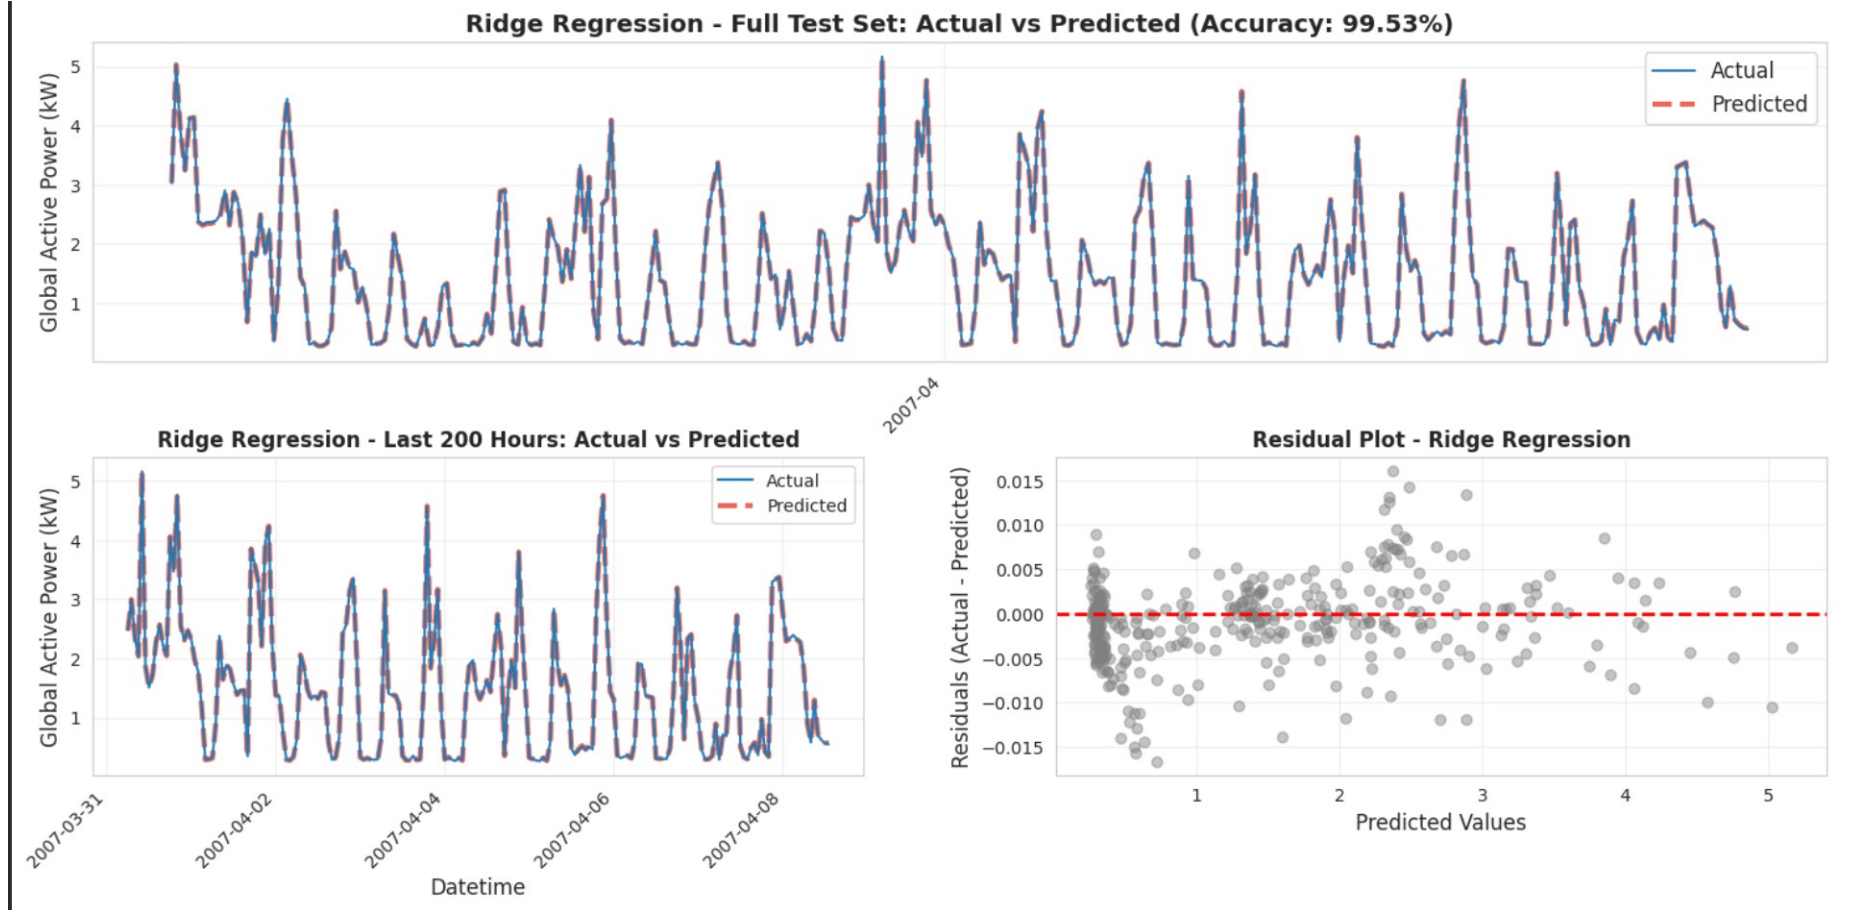 Ridge Regression - Full Test Set: Actual vs Predicted (Accuracy: 99.53%)
Global Active Power (kW)
5
4
3
2
1
Actual
Predicted
2007-04
Ridge Regression - Last 200 Hours: Actual vs Predicted
Global Active Power (kW)
5
4
3
2
1
Actual
Predicted
2007-03-31
2007-04-02
2007-04-04
2007-04-06
2007-04-08
Datetime
Residual Plot - Ridge Regression
Residuals (Actual - Predicted)
0.015
0.010
0.005
0.000
−0.005
−0.010
−0.015
1
2
3
4
5
Predicted Values